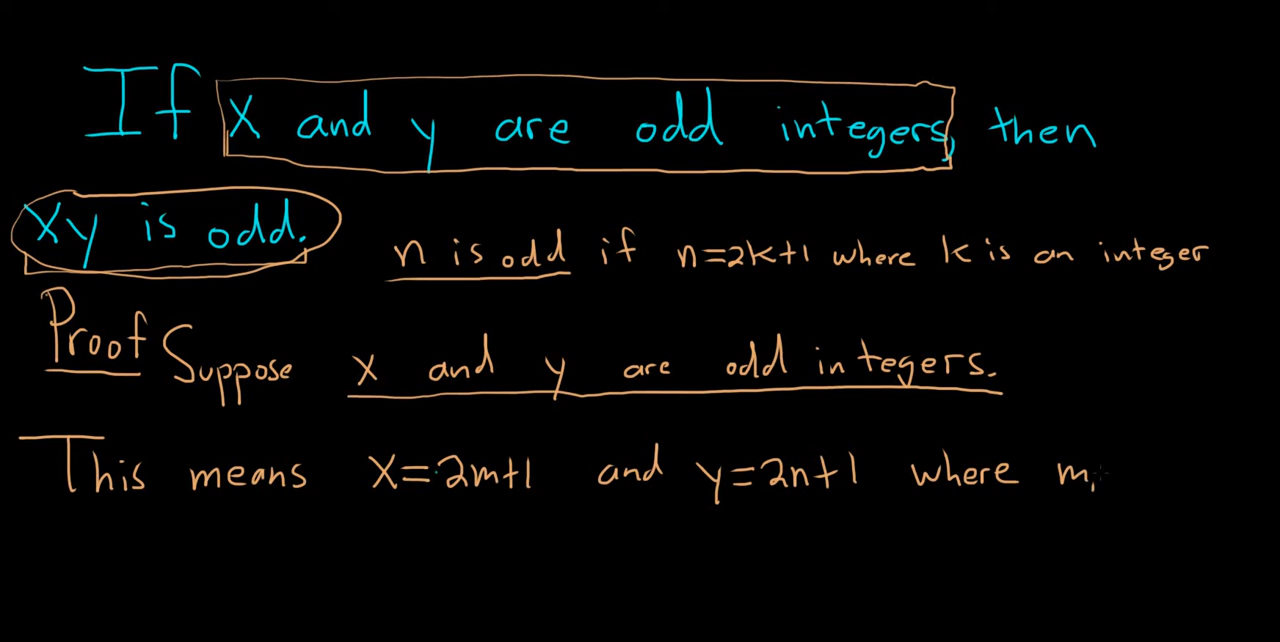 If x and y are odd integers, then
xy is odd. n is odd if n=2k+1 where k is an integer
Proof Suppose x and y are odd integers.
This means x=2m+1 and y=2n+1 where m,